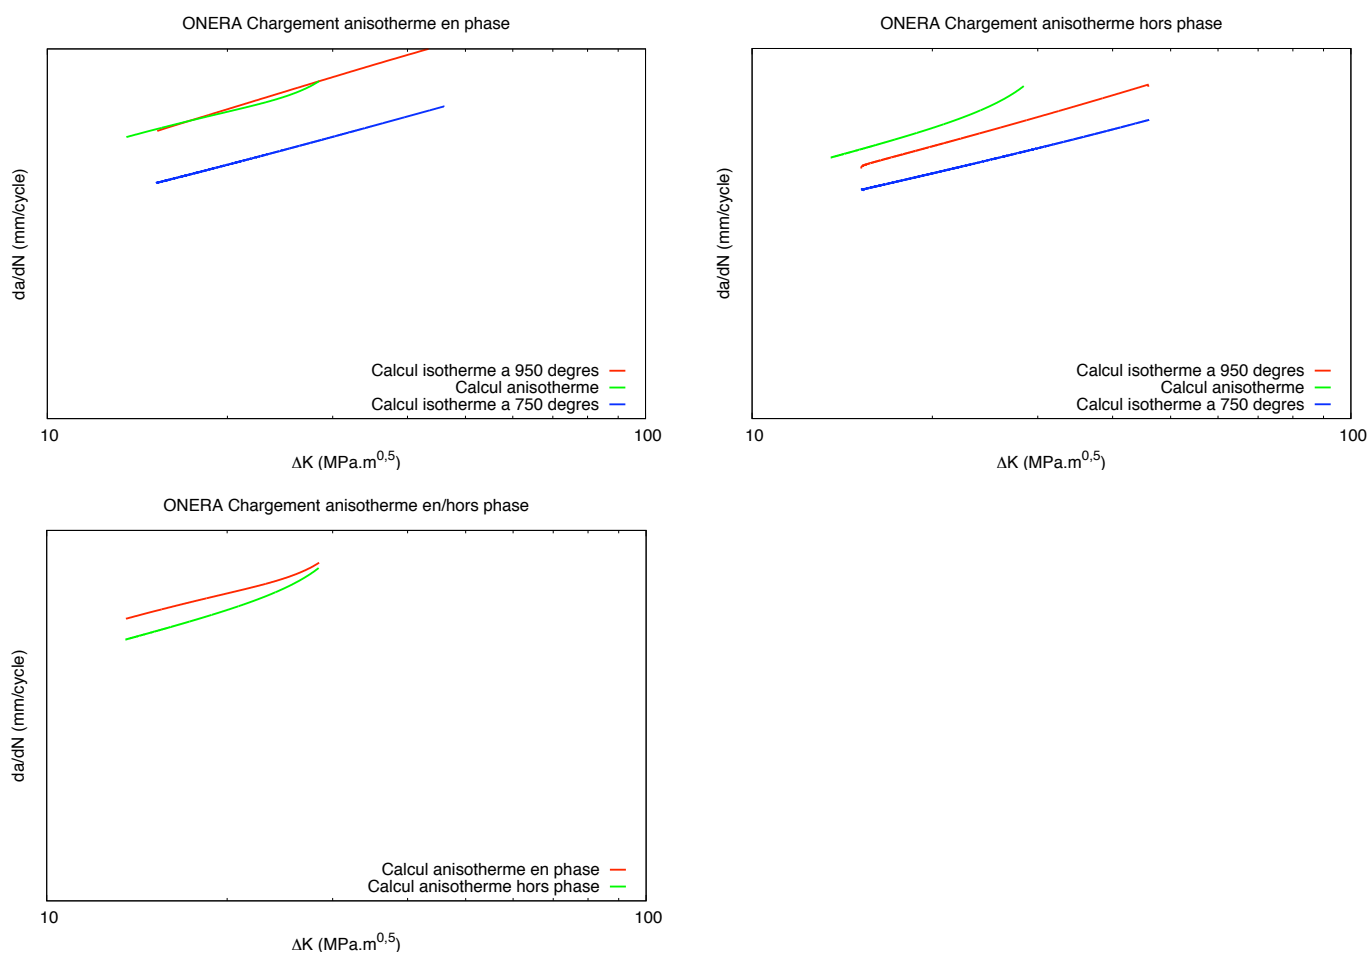 ONERA Chargement anisotherme en phase
da/dN (mm/cycle)
Calcul isotherme a 950 degres
Calcul anisotherme
Calcul isotherme a 750 degres
10
100
ΔK (MPa.m^0,5)
ONERA Chargement anisotherme hors phase
da/dN (mm/cycle)
Calcul isotherme a 950 degres
Calcul anisotherme
Calcul isotherme a 750 degres
10
100
ΔK (MPa.m^0,5)
ONERA Chargement anisotherme en/hors phase
da/dN (mm/cycle)
Calcul anisotherme en phase
Calcul anisotherme hors phase
10
100
ΔK (MPa.m^0,5)